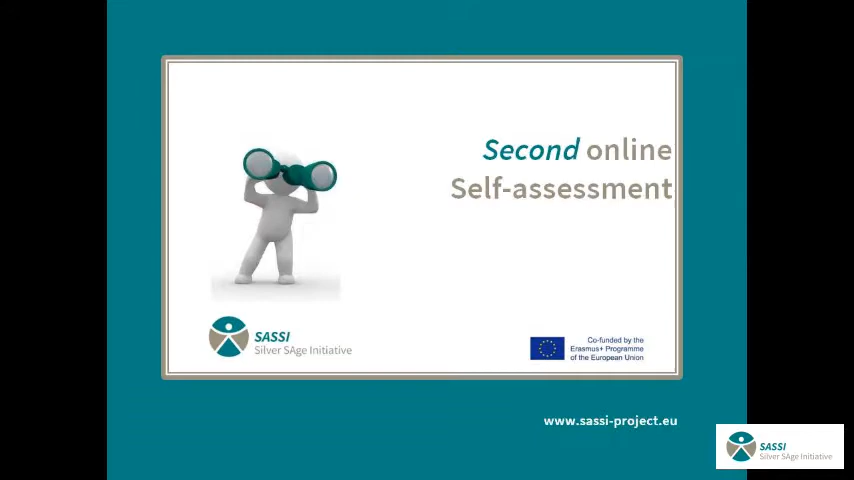 Second online
Self-assessment
SASSI
Silver SAge Initiative
Co-funded by the
Erasmus+ Programme
of the European Union
www.sassi-project.eu
SASSI
Silver SAge Initiative